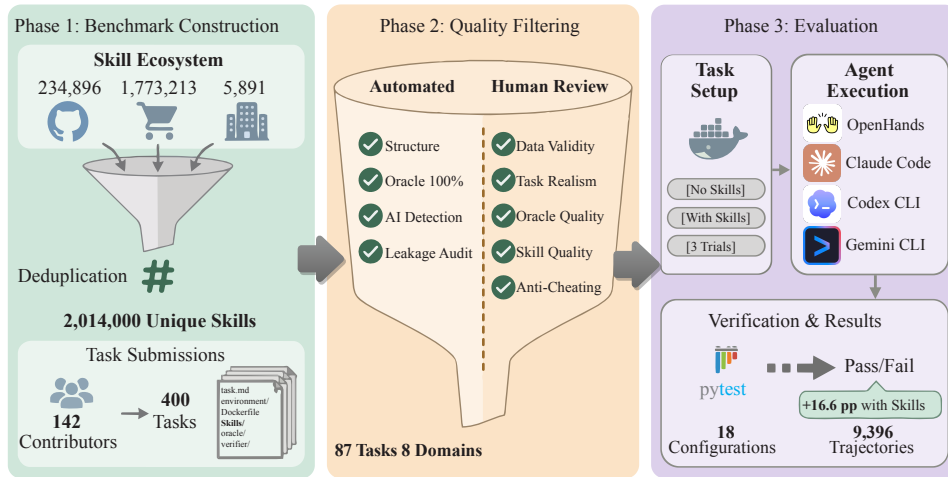 Phase 1: Benchmark Construction
Skill Ecosystem
234,896 1,773,213 5,891
Deduplication
#
2,014,000 Unique Skills
Task Submissions
142
Contributors
400
Tasks
task.md
environment/
Dockerfile
Skills/
oracle/
verifier/
Phase 2: Quality Filtering
Automated
Structure
Oracle 100%
AI Detection
Leakage Audit
Human Review
Data Validity
Task Realism
Oracle Quality
Skill Quality
Anti-Cheating
87 Tasks 8 Domains
Phase 3: Evaluation
Task
Setup
[No Skills]
[With Skills]
[3 Trials]
Agent
Execution
OpenHands
Claude Code
Codex CLI
Gemini CLI
Verification & Results
pytest
Pass/Fail
+16.6 pp with Skills
18
Configurations
9,396
Trajectories